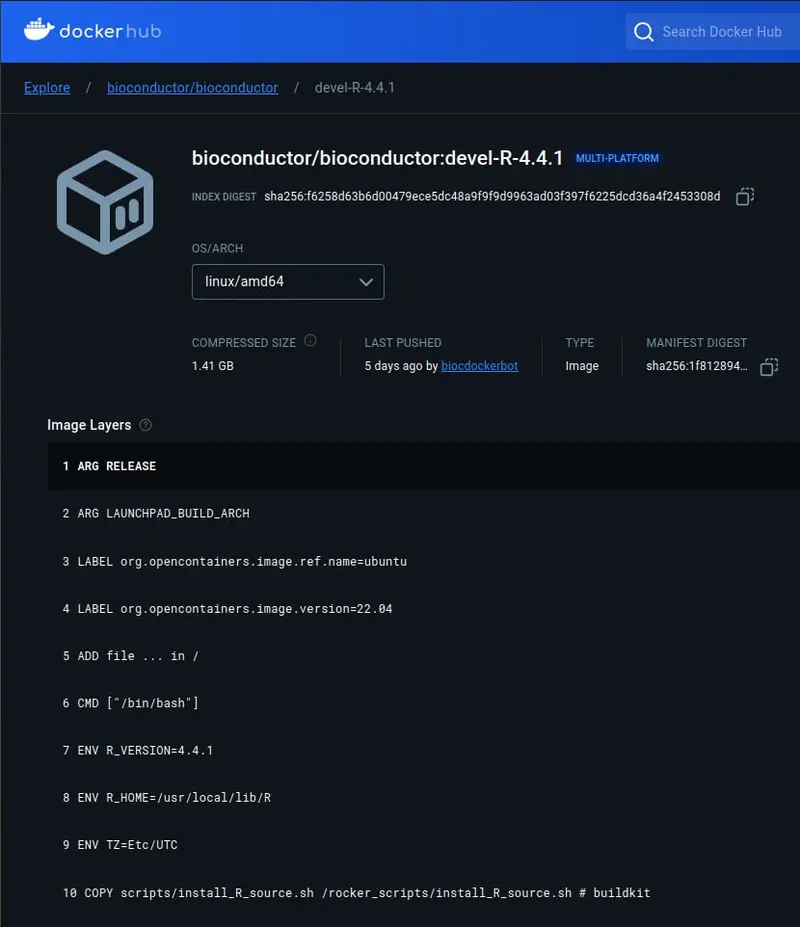 dockerhub
Search Docker Hub
Explore / bioconductor/bioconductor / devel-R-4.4.1
bioconductor/bioconductor:devel-R-4.4.1 MULTI-PLATFORM
INDEX DIGEST sha256:f6258d63b6d00479ece5dc48a9f9f9d9963ad03f397f6225dcd36a4f2453308d
OS/ARCH
linux/amd64
COMPRESSED SIZE LAST PUSHED TYPE MANIFEST DIGEST
1.41 GB 5 days ago by biocdockerbot Image sha256:1f812894...
Image Layers
1 ARG RELEASE
2 ARG LAUNCHPAD_BUILD_ARCH
3 LABEL org.opencontainers.image.ref.name=ubuntu
4 LABEL org.opencontainers.image.version=22.04
5 ADD file ... in /
6 CMD ["/bin/bash"]
7 ENV R_VERSION=4.4.1
8 ENV R_HOME=/usr/local/lib/R
9 ENV TZ=Etc/UTC
10 COPY scripts/install_R_source.sh /rocker_scripts/install_R_source.sh # buildkit